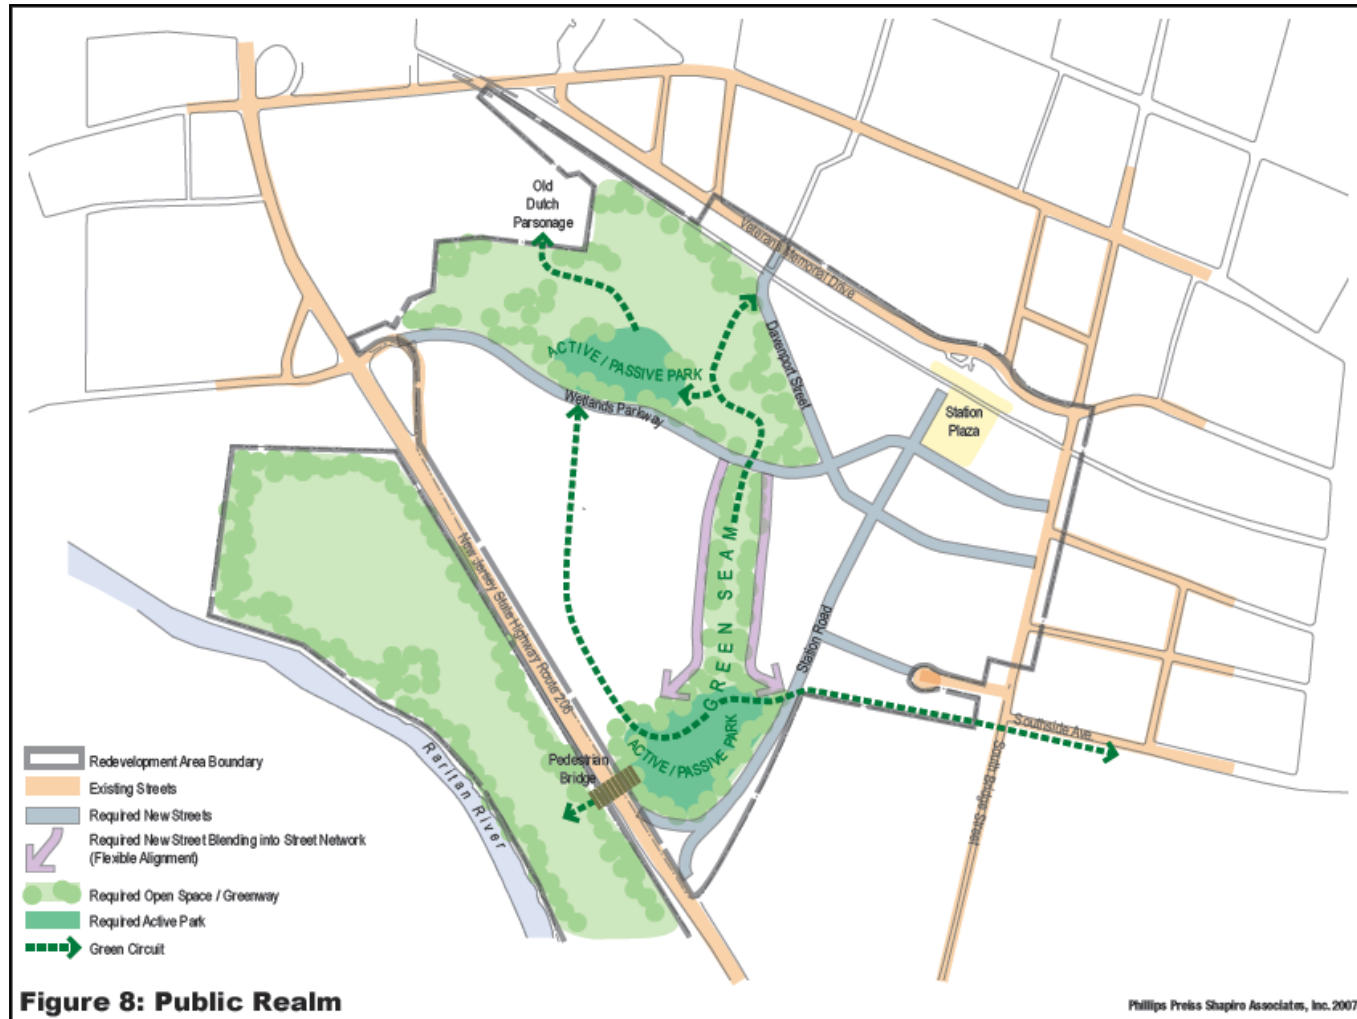 Old
Dutch
Parsonage
Veterans Memorial Drive
Davenport Street
ACTIVE / PASSIVE PARK
Wetlands Parkway
Station
Plaza
New Jersey State Highway Route 206
GREEN SEAM
Station Road
ACTIVE/PASSIVE PARK
Pedestrian
Bridge
Southside Ave
South Bridge Street
Raritan River
Redevelopment Area Boundary
Existing Streets
Required New Streets
Required New Street Blending into Street Network
(Flexible Alignment)
Required Open Space / Greenway
Required Active Park
Green Circuit
Figure 8: Public Realm
Phillips Preiss Shapiro Associates, Inc. 2007